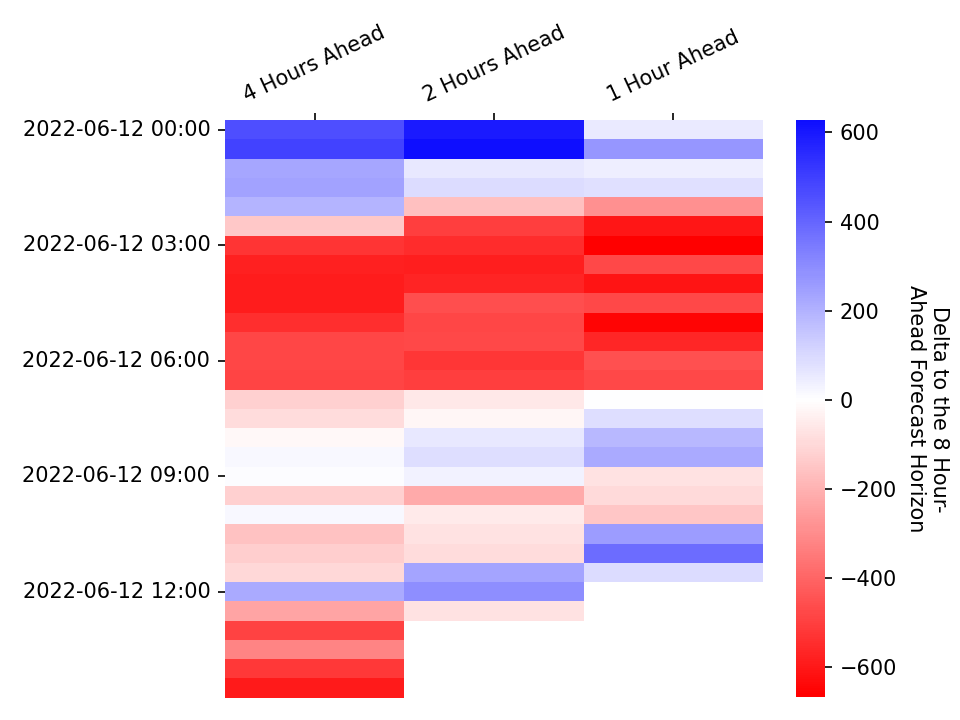 4 Hours Ahead
2 Hours Ahead
1 Hour Ahead
2022-06-12 00:00
2022-06-12 03:00
2022-06-12 06:00
2022-06-12 09:00
2022-06-12 12:00
600
400
200
0
−200
−400
−600
Delta to the 8 Hour-
Ahead Forecast Horizon